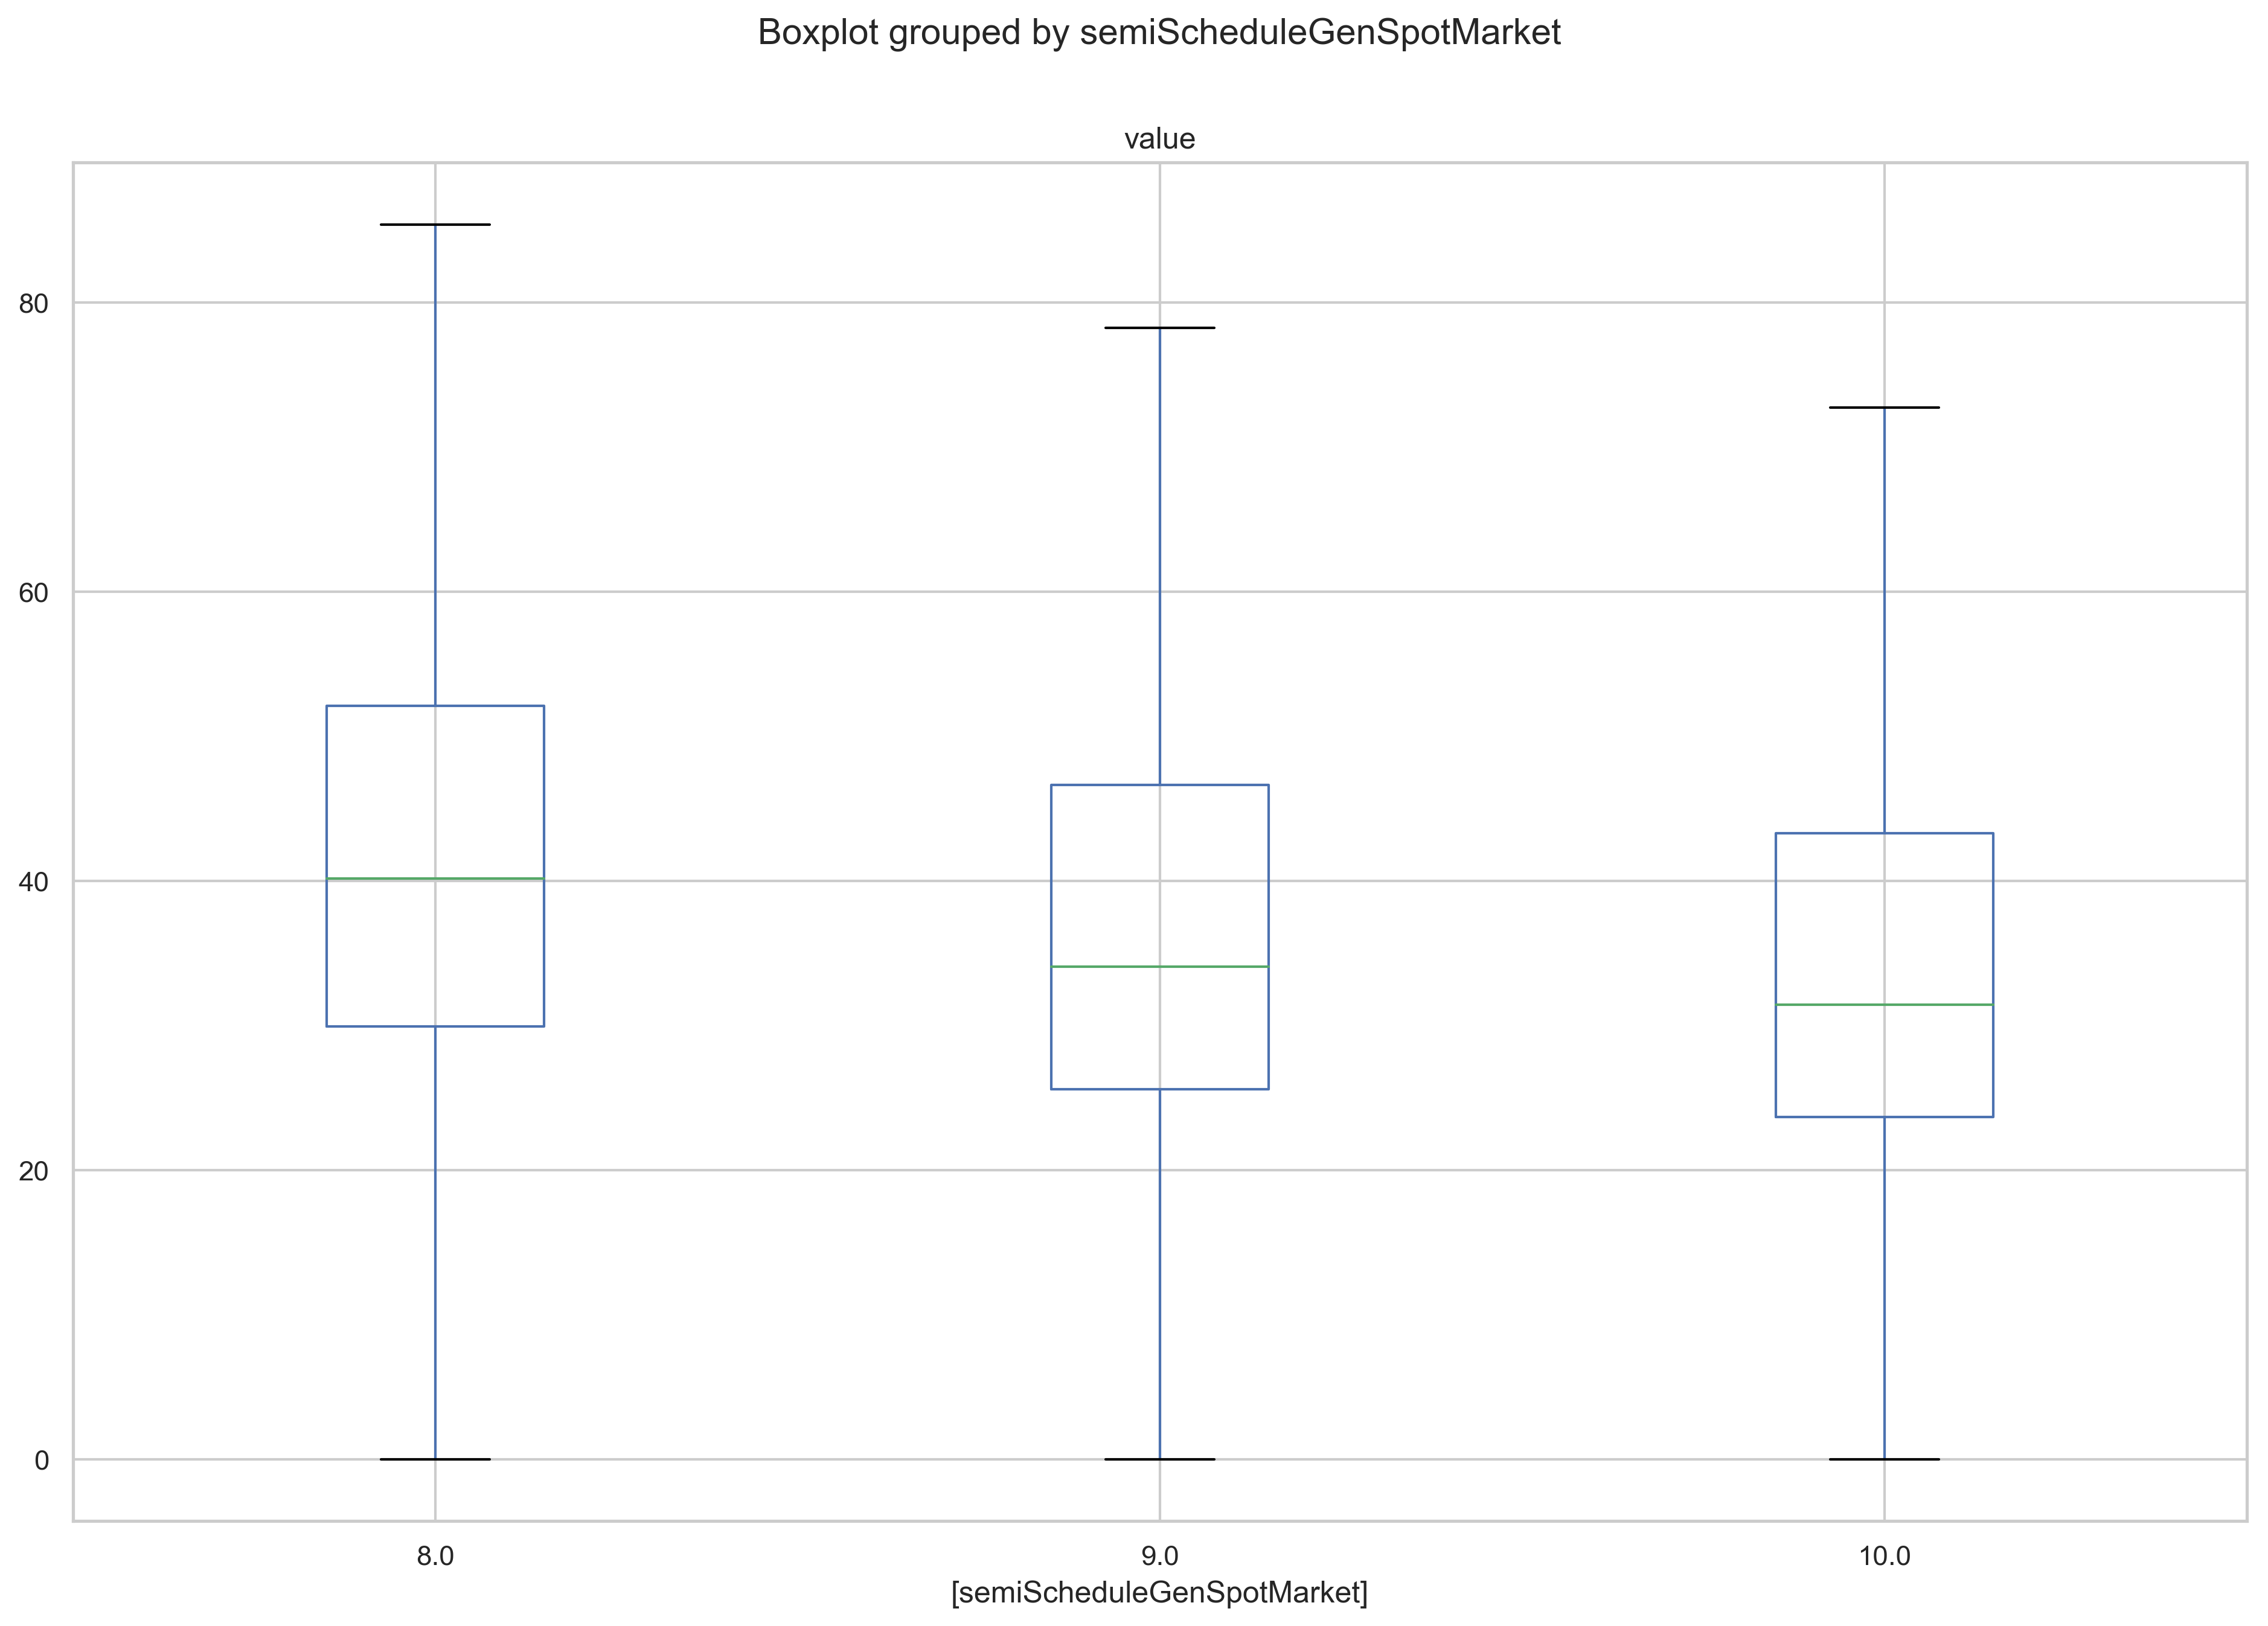 Boxplot grouped by semiScheduleGenSpotMarket
value
80
60
40
20
0
8.0 9.0 10.0
[semiScheduleGenSpotMarket]